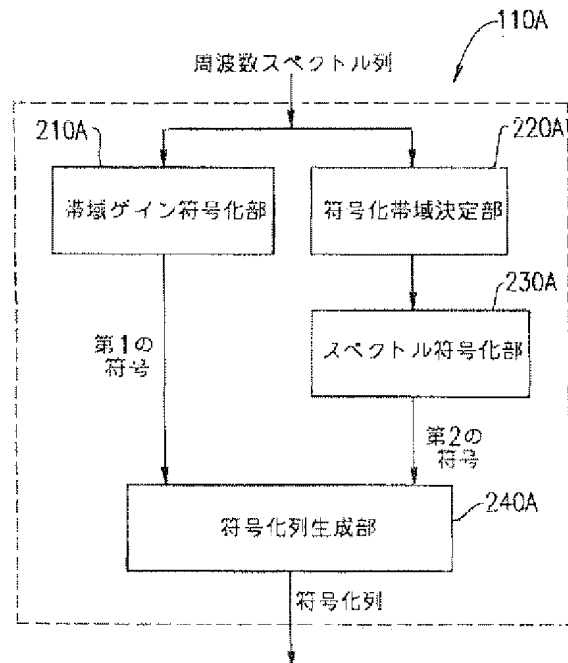 110A
周波数スペクトル列
210A
220A
帯域ゲイン符号化部
符号化帯域決定部
230A
スペクトル符号化部
第1の
符号
第2の
符号
240A
符号化列生成部
符号化列